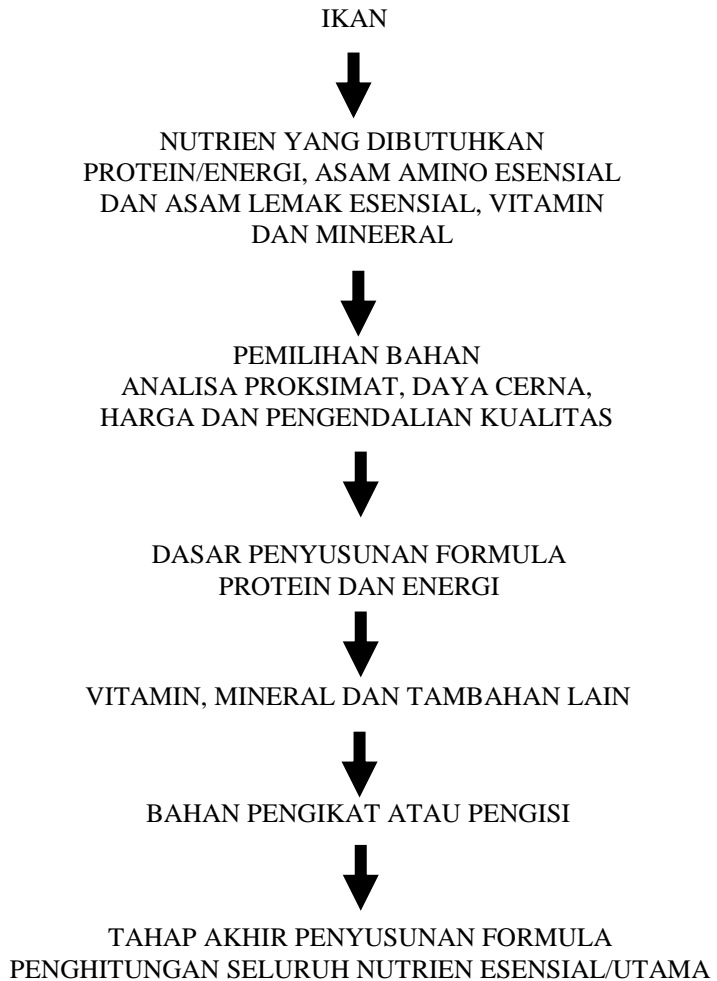 IKAN
NUTRIEN YANG DIBUTUHKAN
PROTEIN/ENERGI, ASAM AMINO ESENSIAL
DAN ASAM LEMAK ESENSIAL, VITAMIN
DAN MINEERAL
PEMILIHAN BAHAN
ANALISA PROKSIMAT, DAYA CERNA,
HARGA DAN PENGENDALIAN KUALITAS
DASAR PENYUSUNAN FORMULA
PROTEIN DAN ENERGI
VITAMIN, MINERAL DAN TAMBAHAN LAIN
BAHAN PENGIKAT ATAU PENGISI
TAHAP AKHIR PENYUSUNAN FORMULA
PENGHITUNGAN SELURUH NUTRIEN ESENSIAL/UTAMA